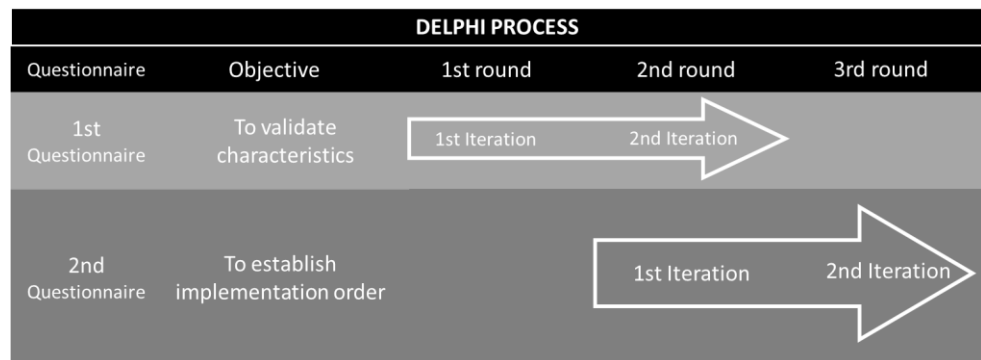 DELPHI PROCESS
Questionnaire Objective 1st round 2nd round 3rd round
1st
Questionnaire
To validate
characteristics
1st Iteration 2nd Iteration
2nd
Questionnaire
To establish
implementation order
1st Iteration 2nd Iteration